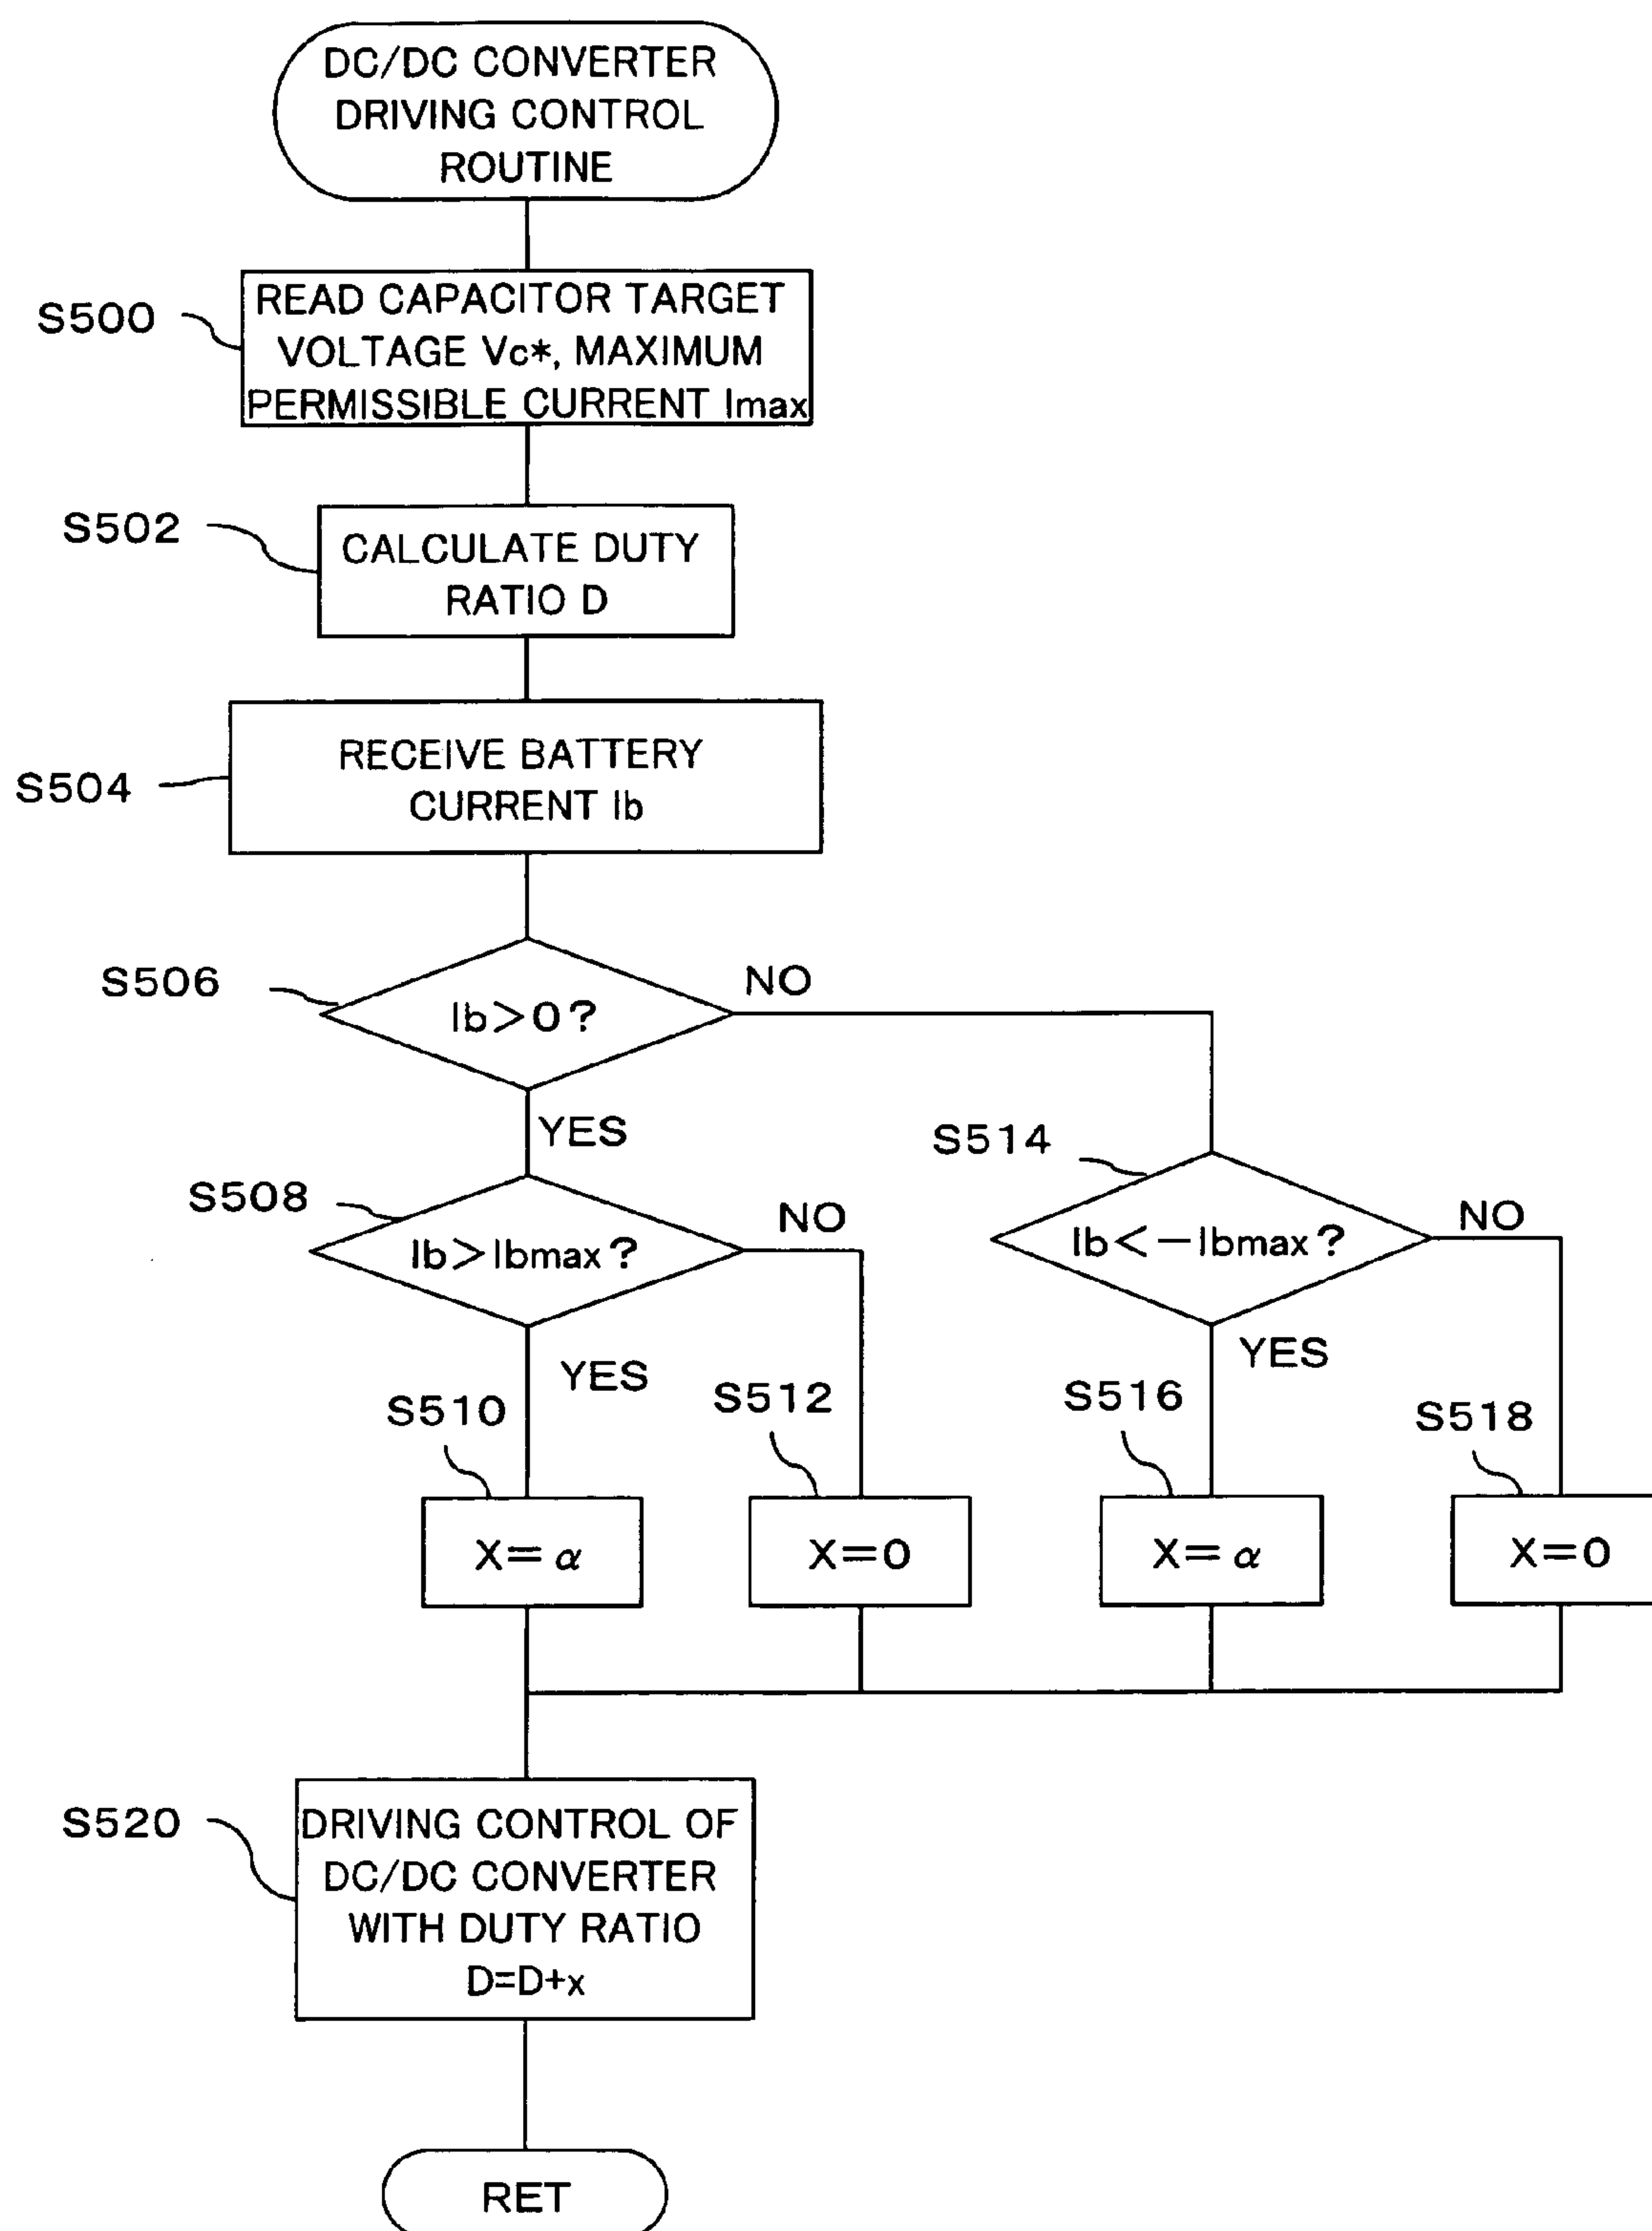 DC/DC CONVERTER
DRIVING CONTROL
ROUTINE
S500
READ CAPACITOR TARGET
VOLTAGE Vc*, MAXIMUM
PERMISSIBLE CURRENT Imax
S502
CALCULATE DUTY
RATIO D
S504
RECEIVE BATTERY
CURRENT Ib
S506
Ib>0?
NO
YES
S508
Ib>Ibmax?
NO
YES
S514
Ib<-Ibmax?
NO
YES
S510
X=α
S512
X=0
S516
X=α
S518
X=0
S520
DRIVING CONTROL OF
DC/DC CONVERTER
WITH DUTY RATIO
D=D+x
RET